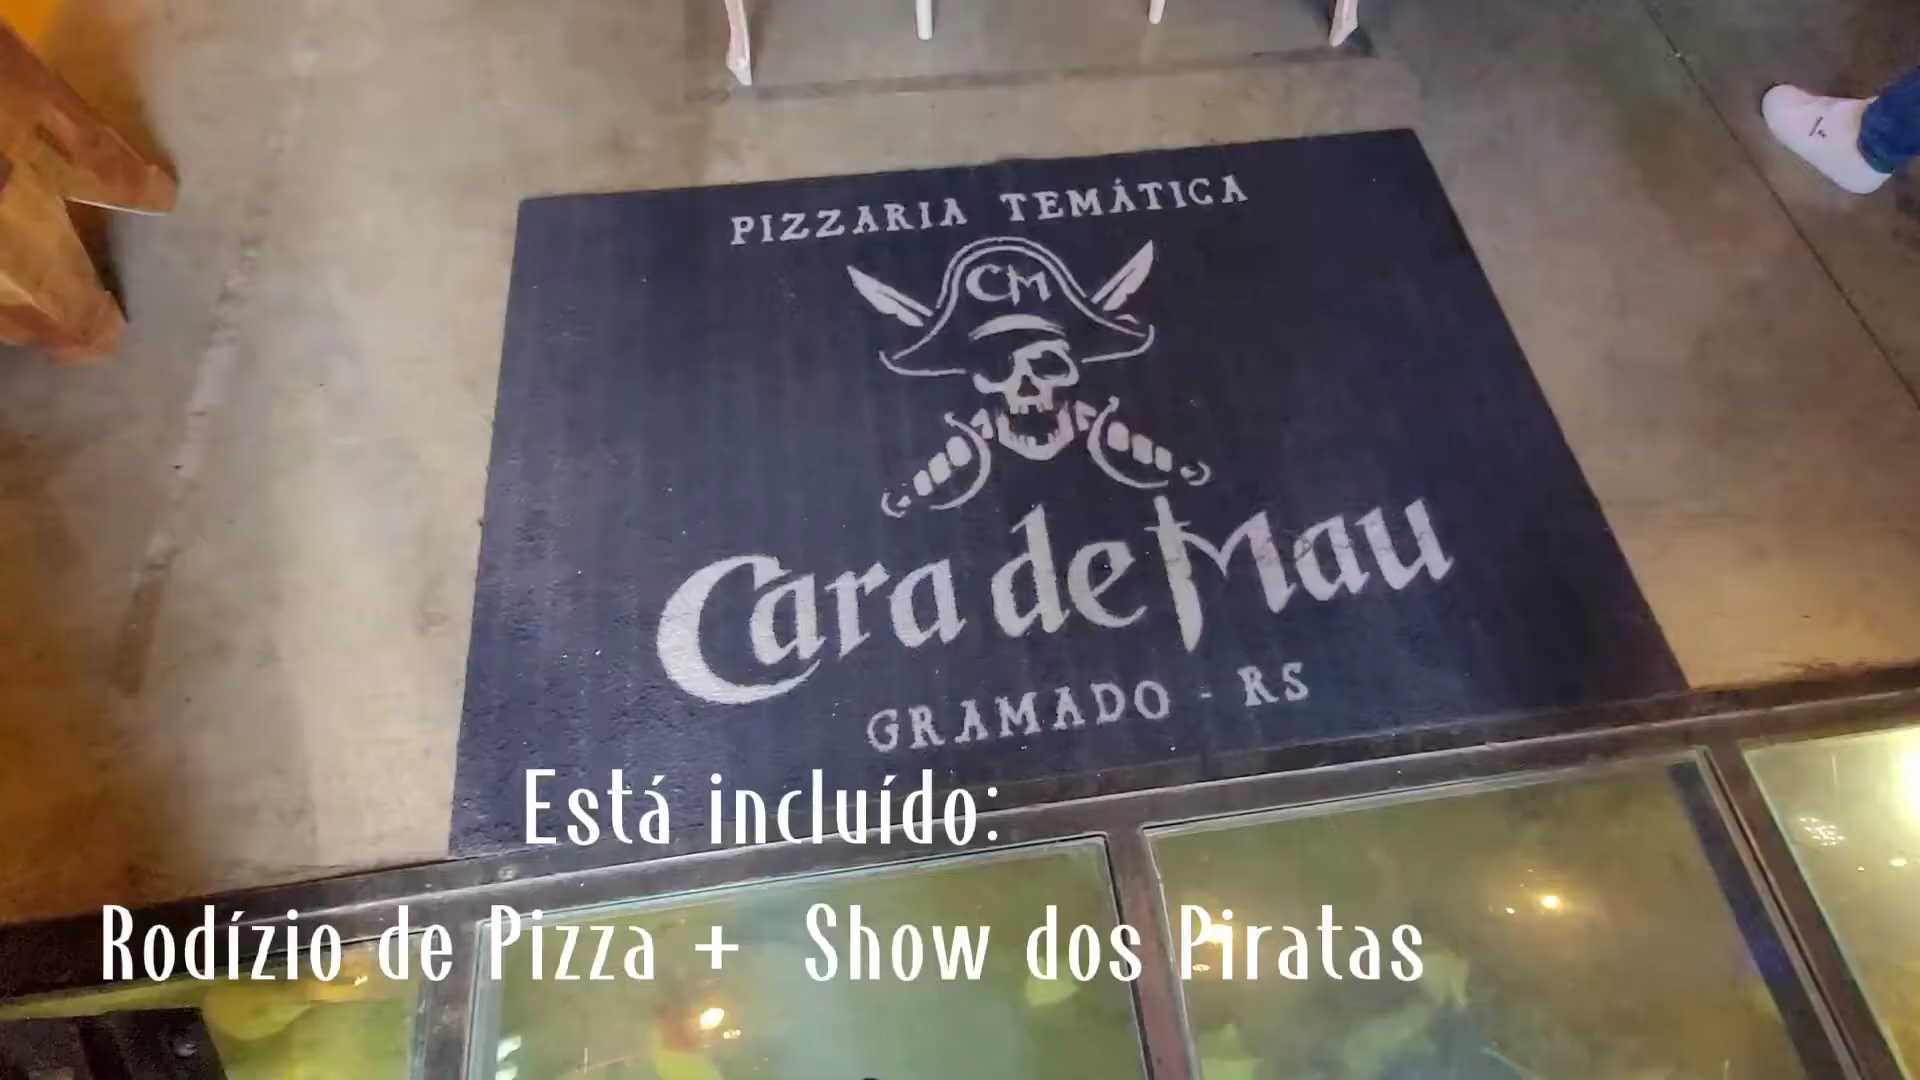 PIZZARIA TEMÁTICA
CM
Cara de Mau
GRAMADO - RS
Está incluído:
Rodízio de Pizza + Show dos Piratas